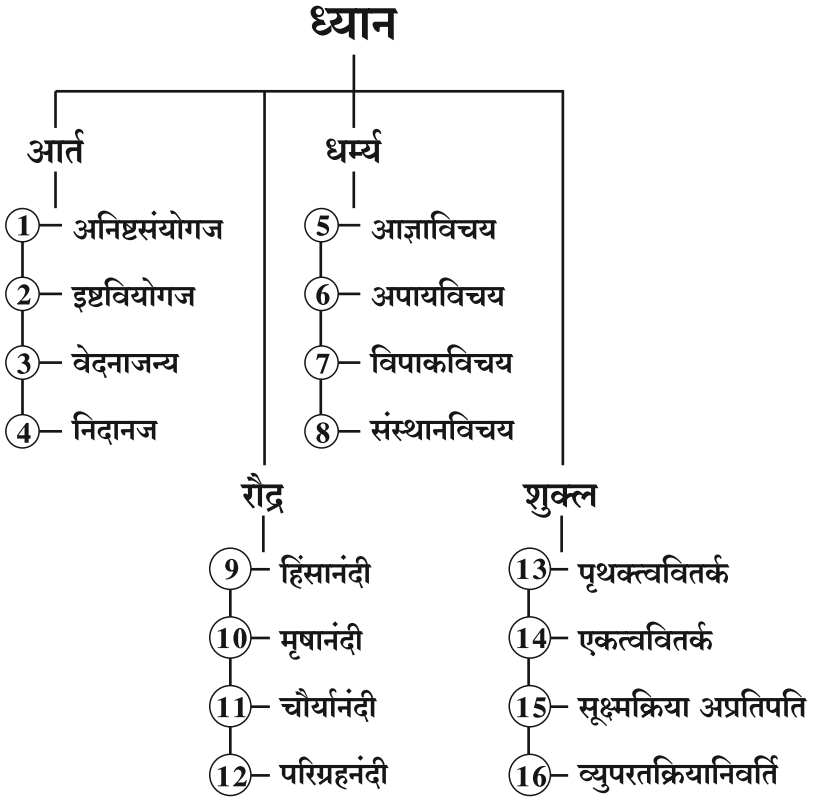 ध्यान
आर्त
1 अनिष्टसंयोगज
2 इष्टवियोगज
3 वेदनाजन्य
4 निदानज
धर्म्य
5 आज्ञाविचय
6 अपायविचय
7 विपाकविचय
8 संस्थानविचय
रौद्र
9 हिंसानंदी
10 मृषानंदी
11 चौर्यानंदी
12 परिग्रहनंदी
शुक्ल
13 पृथक्त्ववितर्क
14 एकत्ववितर्क
15 सूक्ष्मक्रिया अप्रतिपति
16 व्युपरतक्रियानिवर्ति